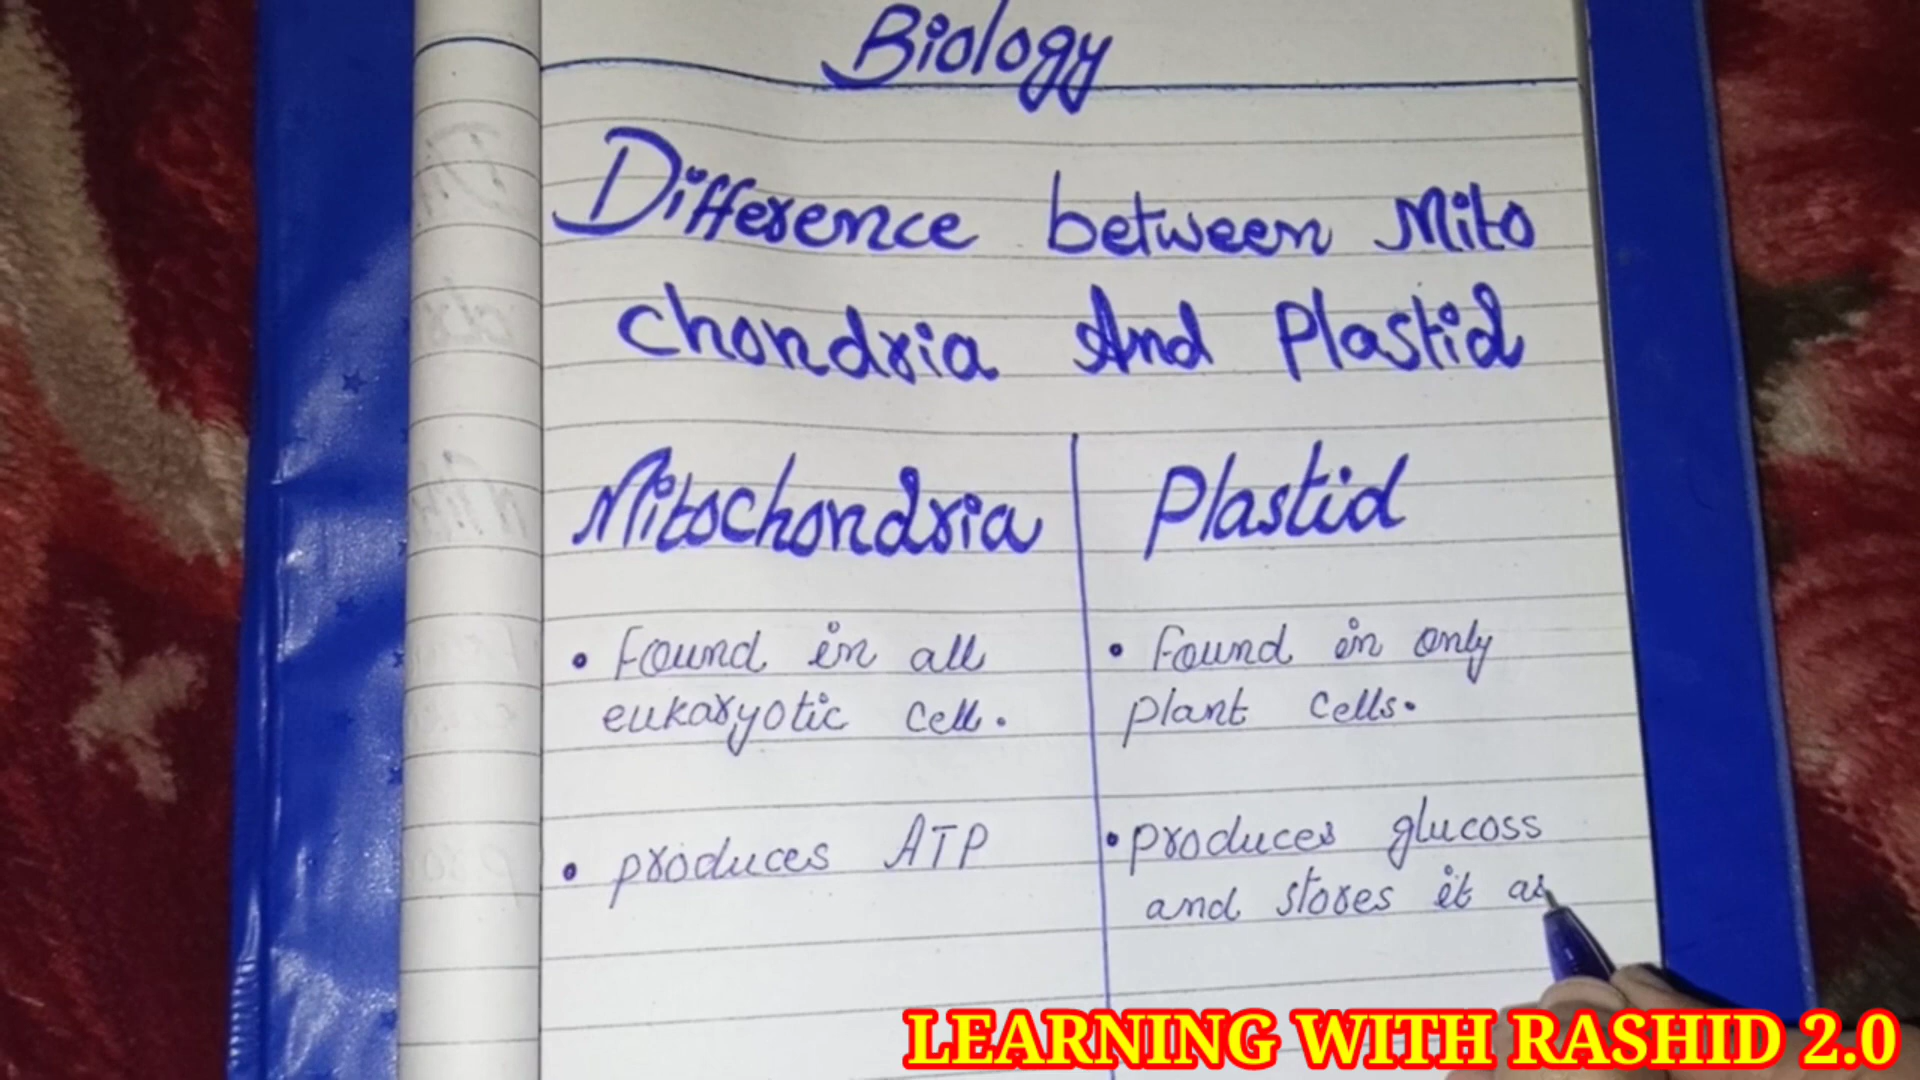 Biology
Difference between Mito
chondria And Plastid
Mitochondria
Plastid
• Found in all
eukaryotic cell.
• produces ATP
• Found in only
plant cells.
• produces glucoss
and stores it as
LEARNING WITH RASHID 2.0